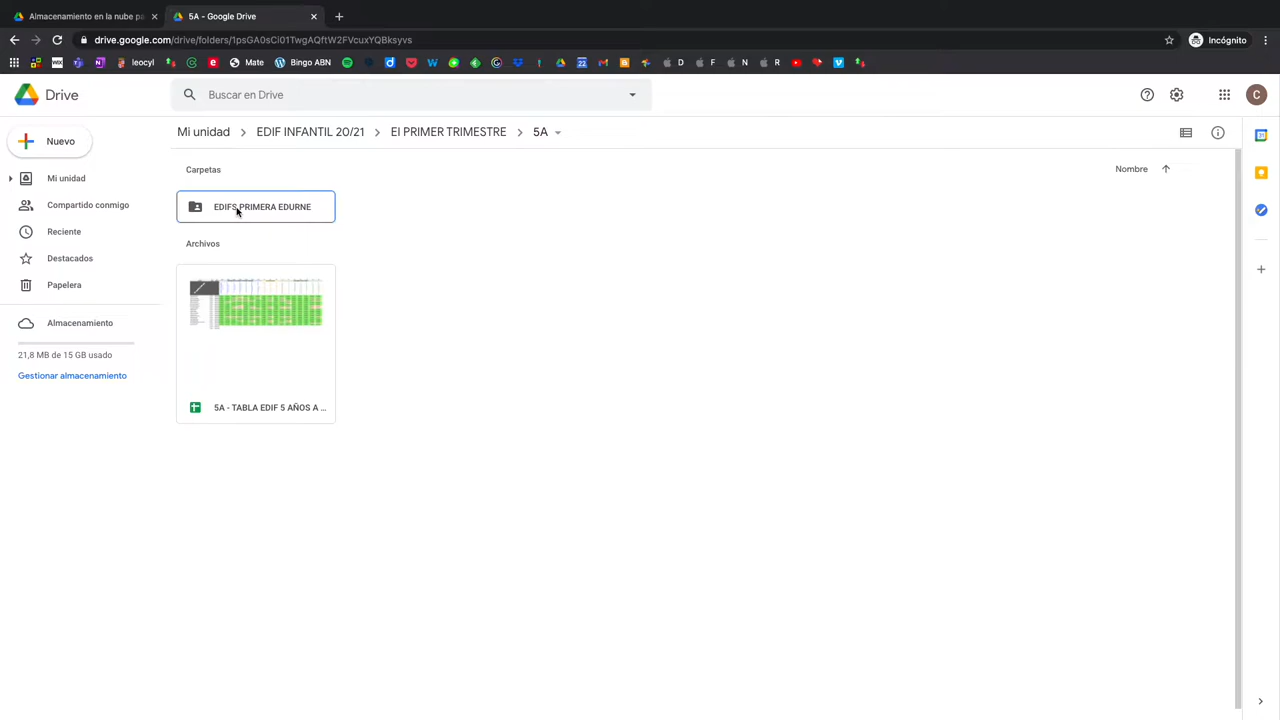 Almacenamiento en la nube pa
5A - Google Drive
drive.google.com/drive/folders/1psGA0sCi01TwgAQftW2FVcuxYQBksyvs
Incógnito
leocyl
Mate
Bingo ABN
D
F
N
R
Drive
Buscar en Drive
C
Nuevo
Mi unidad > EDIF INFANTIL 20/21 > EI PRIMER TRIMESTRE > 5A
Mi unidad
Compartido conmigo
Reciente
Destacados
Papelera
Almacenamiento
21,8 MB de 15 GB usado
Gestionar almacenamiento
Carpetas
Nombre
EDIFS PRIMERA EDURNE
Archivos
5A - TABLA EDIF 5 AÑOS A ...